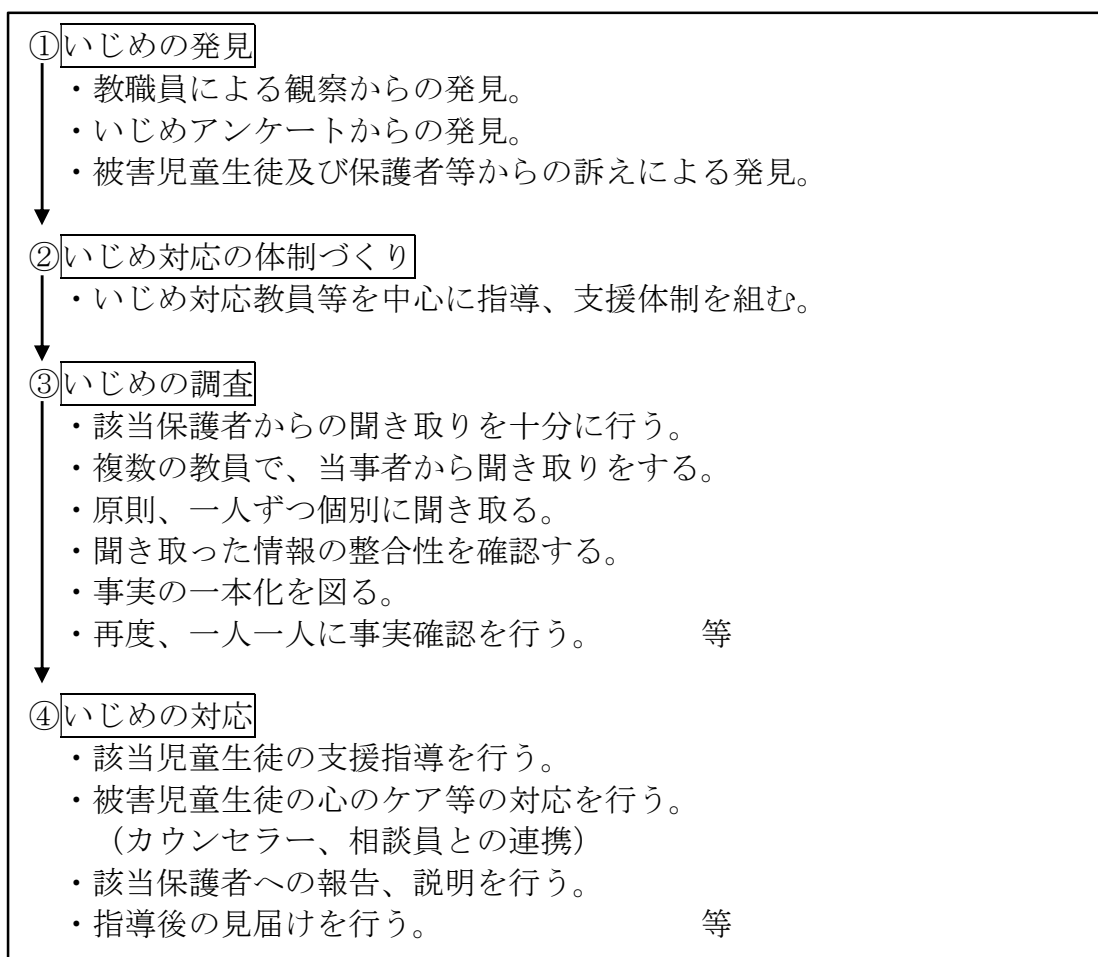 ①いじめの発見
・教職員による観察からの発見。
・いじめアンケートからの発見。
・被害児童生徒及び保護者等からの訴えによる発見。
②いじめ対応の体制づくり
・いじめ対応教員等を中心に指導、支援体制を組む。
③いじめの調査
・該当保護者からの聞き取りを十分に行う。
・複数の教員で、当事者から聞き取りをする。
・原則、一人ずつ個別に聞き取る。
・聞き取った情報の整合性を確認する。
・事実の一本化を図る。
・再度、一人一人に事実確認を行う。　　　等
④いじめの対応
・該当児童生徒の支援指導を行う。
・被害児童生徒の心のケア等の対応を行う。
（カウンセラー、相談員との連携）
・該当保護者への報告、説明を行う。
・指導後の見届けを行う。　　　　　　　等